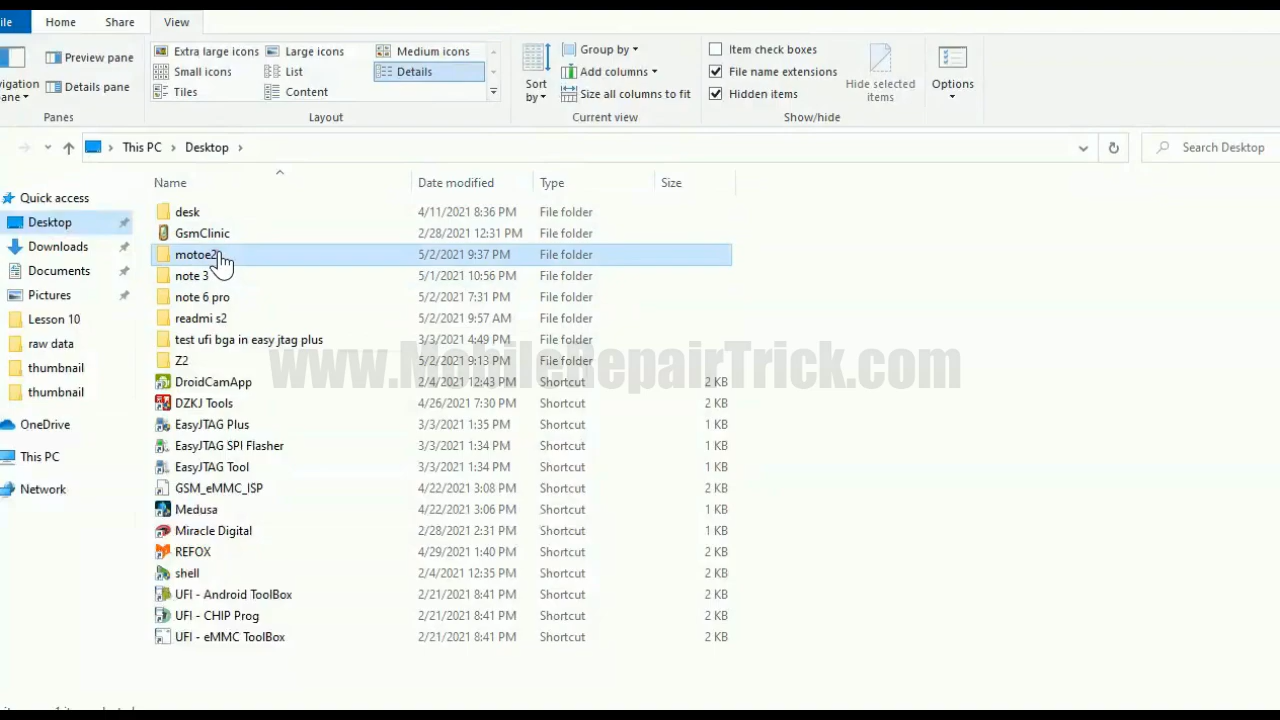 ile Home Share View
Extra large icons Large icons Medium icons Group by Item check boxes
Preview pane Small icons List Details Add columns File name extensions
Details pane Tiles Content Size all columns to fit Hidden items
vigation pane Sort by Hide selected items Options
Panes Layout Current view Show/hide
This PC Desktop Search Desktop
Name Date modified Type Size
Quick access
Desktop
Downloads
Documents
Pictures
Lesson 10
raw data
thumbnail
thumbnail
OneDrive
This PC
Network
desk 4/11/2021 8:36 PM File folder
GsmClinic 2/28/2021 12:31 PM File folder
motoe2 5/2/2021 9:37 PM File folder
note 3 5/1/2021 10:56 PM File folder
note 6 pro 5/2/2021 7:31 PM File folder
readmi s2 5/2/2021 9:57 AM File folder
test ufi bga in easy jtag plus 3/3/2021 4:49 PM File folder
Z2 5/2/2021 9:13 PM File folder
www.MobileRepairTrick.com
DroidCamApp 2/4/2021 12:43 PM Shortcut 2 KB
DZKJ Tools 4/26/2021 7:30 PM Shortcut 2 KB
EasyJTAG Plus 3/3/2021 1:35 PM Shortcut 1 KB
EasyJTAG SPI Flasher 3/3/2021 1:34 PM Shortcut 1 KB
EasyJTAG Tool 3/3/2021 1:34 PM Shortcut 1 KB
GSM_eMMC_ISP 4/22/2021 3:08 PM Shortcut 2 KB
Medusa 4/22/2021 3:06 PM Shortcut 1 KB
Miracle Digital 2/28/2021 2:31 PM Shortcut 1 KB
REFOX 4/29/2021 1:40 PM Shortcut 2 KB
shell 2/4/2021 12:35 PM Shortcut 2 KB
UFI - Android ToolBox 2/21/2021 8:41 PM Shortcut 2 KB
UFI - CHIP Prog 2/21/2021 8:41 PM Shortcut 2 KB
UFI - eMMC ToolBox 2/21/2021 8:41 PM Shortcut 2 KB